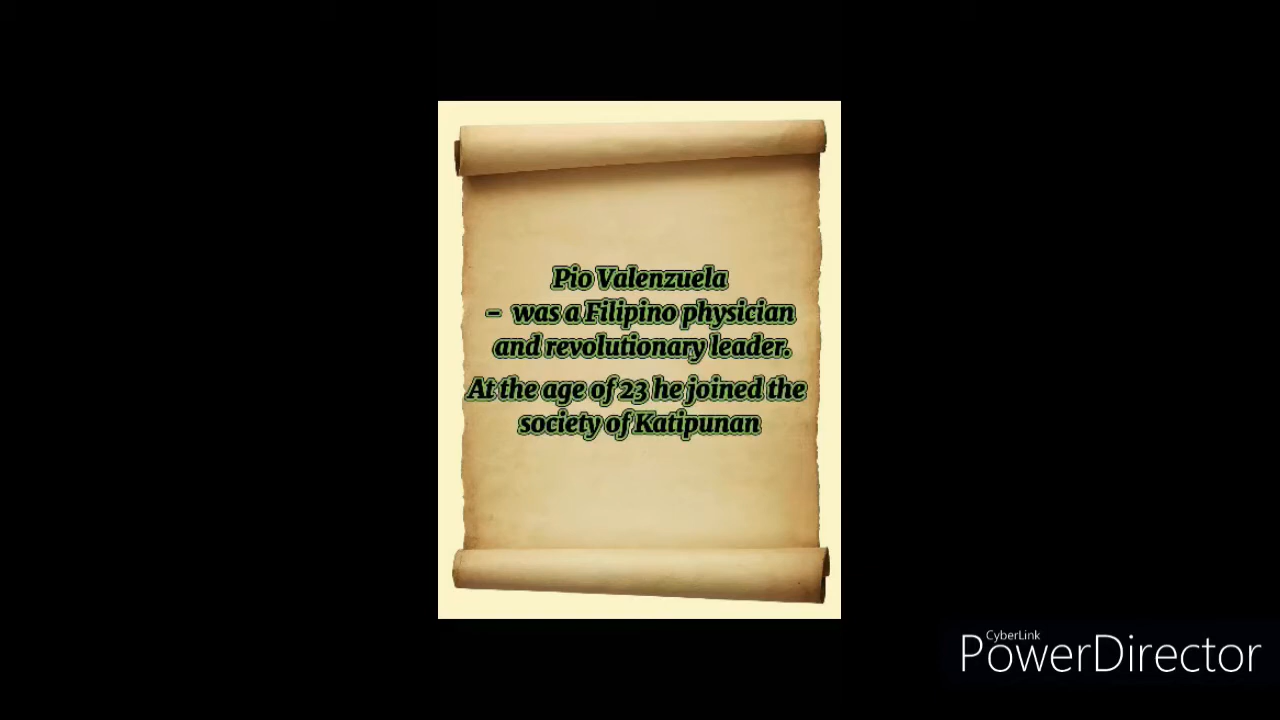 Pio Valenzuela
– was a Filipino physician
and revolutionary leader.
At the age of 23 he joined the
society of Katipunan
CyberLink
PowerDirector